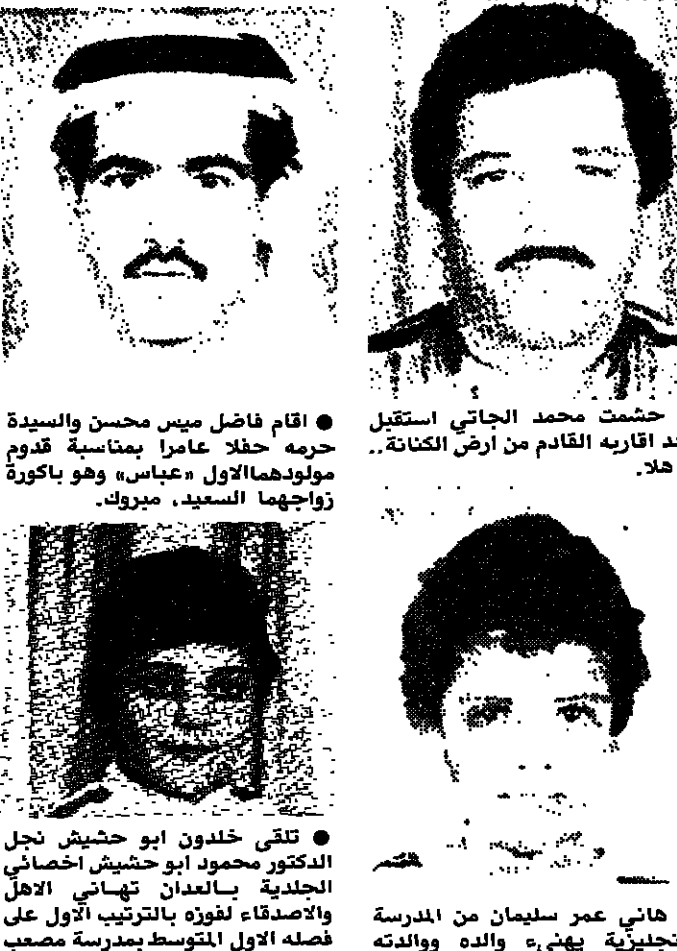 حشمت محمد الجاتي استقبل
اقاربه القادم من ارض الكنانة..
هلا.
● اقام فاضل ميس محسن والسيدة
حرمه حفلا عامرا بمناسبة قدوم
مولودهماالاول «عباس» وهو باكورة
زواجهما السعيد، مبروك.
هاني عمر سليمان من المدرسة
يهنىء والده ووالدته
● تلقى خلدون ابو حشيش نجل
الدكتور محمود ابو حشيش اخصائي
الجلدية بـالعدان تهـاني الاهل
والاصدقاء لفوزه بالترتيب الاول على
فصله الاول المتوسط بمدرسة مصعب